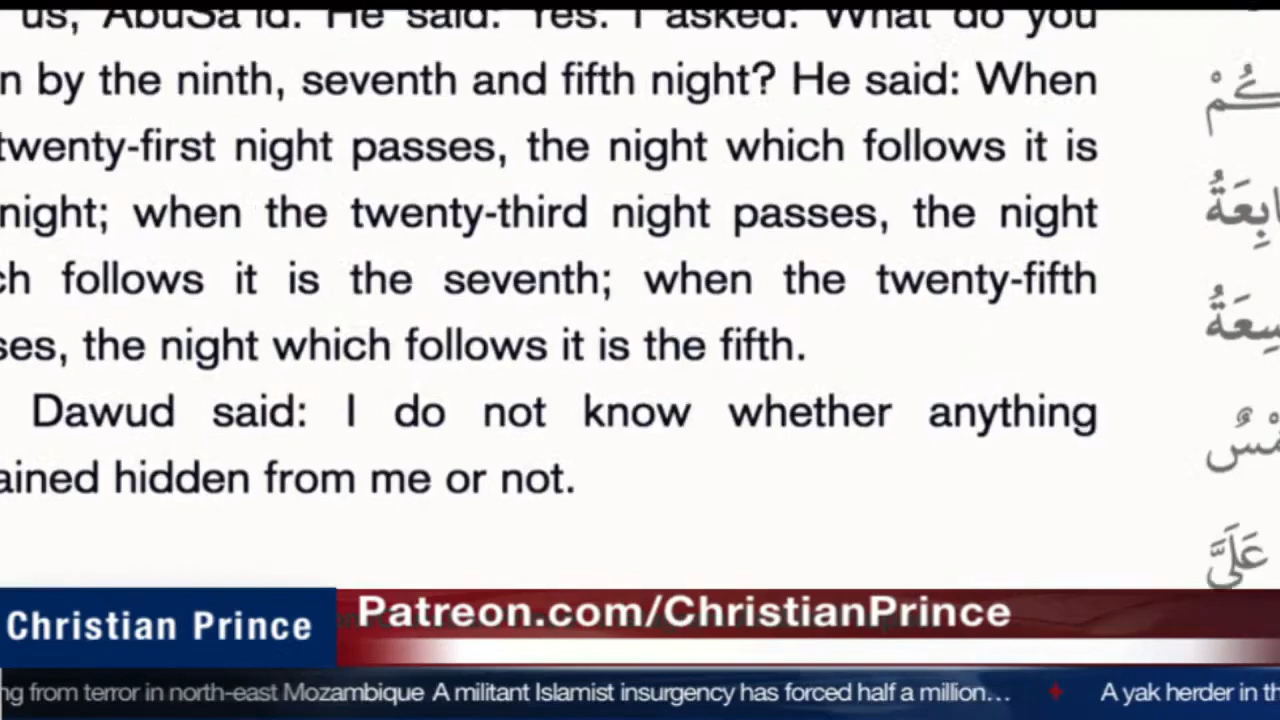 us, AbuSa'id. He said: Yes. I asked: What do you
n by the ninth, seventh and fifth night? He said: When
twenty-first night passes, the night which follows it is
night; when the twenty-third night passes, the night
ch follows it is the seventh; when the twenty-fifth
ses, the night which follows it is the fifth.
Dawud said: I do not know whether anything
ained hidden from me or not.
كُمْ
ابِعَةُ
سِعَةُ
مْسٌ
عَلَىَّ
Christian Prince
Patreon.com/ChristianPrince
ng from terror in north-east Mozambique A militant Islamist insurgency has forced half a million… A yak herder in th